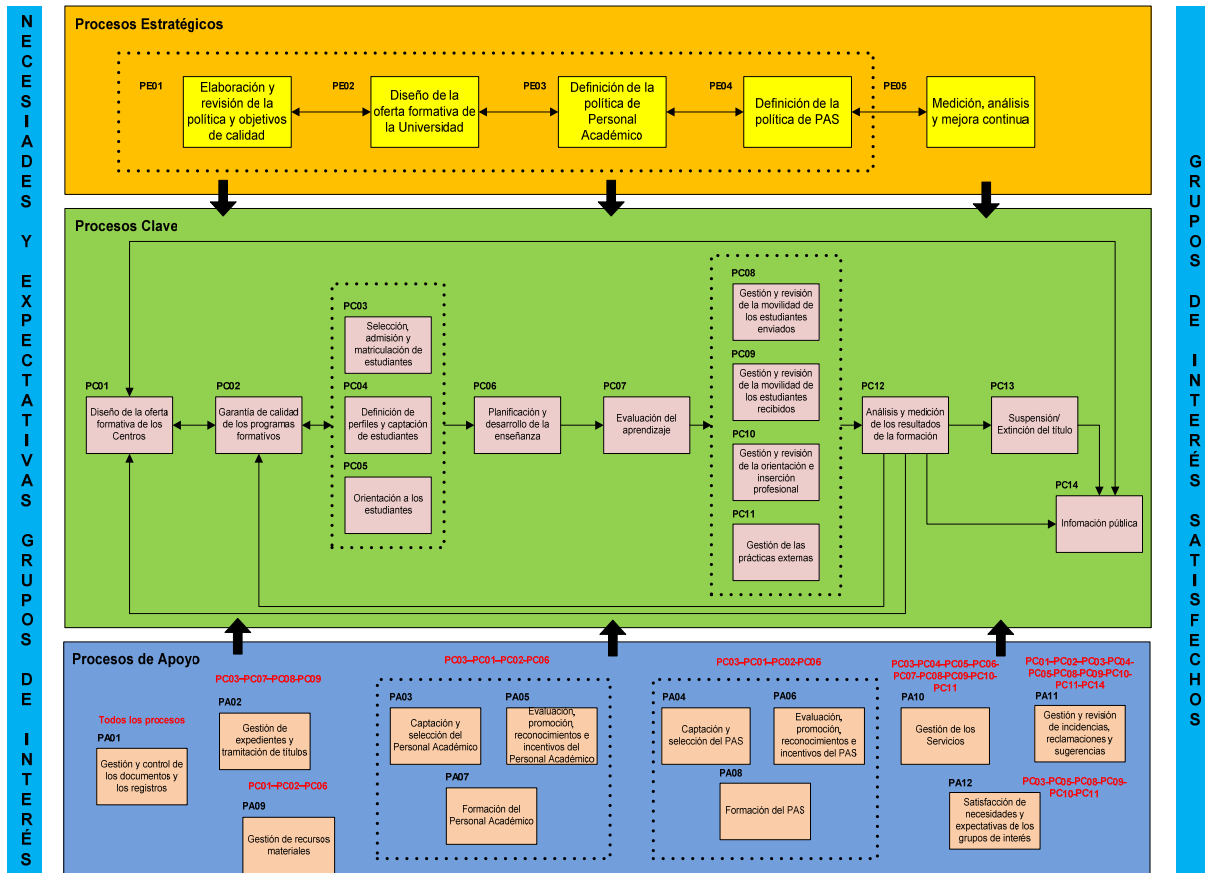 NECESIADES Y EXPECTATIVAS GRUPOS DE INTERÉS
Procesos Estratégicos
PE01
Elaboración y
revisión de la
política y objetivos
de calidad
PE02
Diseño de la
oferta formativa de
la Universidad
PE03
Definición de la
política de
Personal
Académico
PE04
Definición de la
política de PAS
PE05
Medición, análisis
y mejora continua
Procesos Clave
PC01
Diseño de la oferta
formativa de los
Centros
PC02
Garantía de calidad
de los programas
formativos
PC03
Selección,
admisión y
matriculación de
estudiantes
PC04
Definición de
perfiles y captación
de estudiantes
PC05
Orientación a los
estudiantes
PC06
Planificación y
desarrollo de la
enseñanza
PC07
Evaluación del
aprendizaje
PC08
Gestión y revisión
de la movilidad de
los estudiantes
enviados
PC09
Gestión y revisión
de la movilidad de
los estudiantes
recibidos
PC10
Gestión y revisión
de la orientación e
inserción
profesional
PC11
Gestión de las
prácticas externas
PC12
Análisis y medición
de los resultados
de la formación
PC13
Suspensión/
Extinción del título
PC14
Infomación pública
Procesos de Apoyo
Todos los procesos
PA01
Gestión y control de
los documentos y
los registros
PC03–PC07–PC08-PC09
PA02
Gestión de
expedientes y
tramitación de títulos
PC01–PC02–PC06
PA09
Gestión de recursos
materiales
PC03–PC01–PC02-PC06
PA03
Captación y
selección del
Personal Académico
PA05
Evaluación,
promoción,
reconocimientos e
incentivos del
Personal Académico
PA07
Formación del
Personal Académico
PC03–PC01–PC02-PC06
PA04
Captación y
selección del PAS
PA06
Evaluación,
promoción,
reconocimientos e
incentivos del PAS
PA08
Formación del PAS
PC03-PC04–PC05-PC06-
PC07-PC08-PC09-PC10-
PC11
PA10
Gestión de los
Servicios
PC01–PC02–PC03-PC04-
PC05-PC08-PC09-PC10-
PC11-PC14
PA11
Gestión y revisión
de incidencias,
reclamaciones y
sugerencias
PC03-PC05-PC08-PC09-
PC10-PC11
PA12
Satisfacción de
necesidades y
expectativas de los
grupos de interés
GRUPOS DE INTERÉS SATISFECHOS